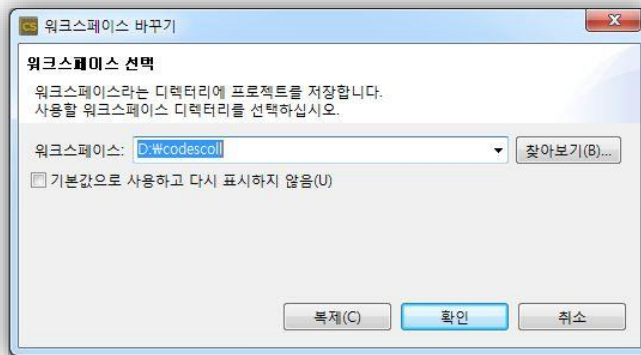 CS 워크스페이스 바꾸기
워크스페이스 선택
워크스페이스라는 디렉터리에 프로젝트를 저장합니다.
사용할 워크스페이스 디렉터리를 선택하십시오.
워크스페이스: D:₩codescoll 찾아보기(B)...
기본값으로 사용하고 다시 표시하지 않음(U)
복제(C) 확인 취소